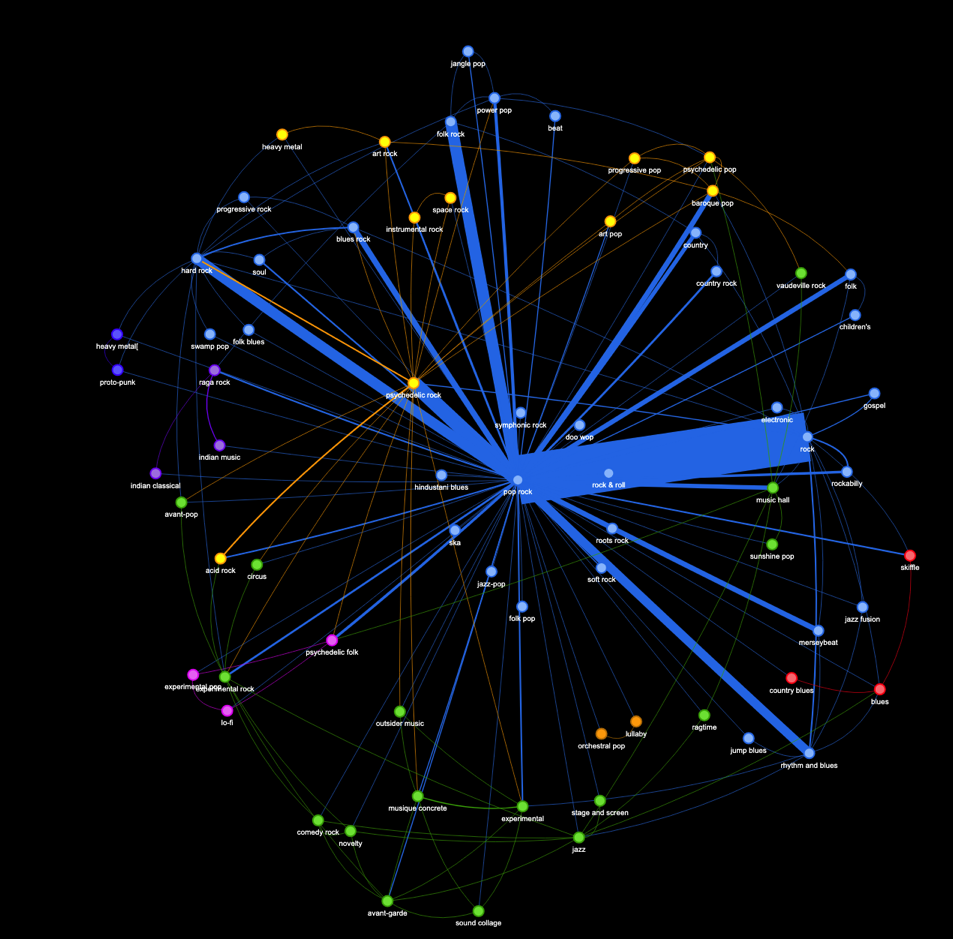 jangle pop
power pop
folk rock
beat
heavy metal
art rock
progressive pop
psychedelic pop
progressive rock
space rock
baroque pop
instrumental rock
blues rock
art pop
country
hard rock
soul
country rock
vaudeville rock
folk
children's
heavy metal[
swamp pop
folk blues
proto-punk
raga rock
psychedelic rock
gospel
symphonic rock
electronic
doo wop
rock
indian music
indian classical
hindustani blues
rock & roll
rockabilly
pop rock
music hall
avant-pop
ska
roots rock
sunshine pop
skiffle
acid rock
circus
jazz-pop
soft rock
folk pop
jazz fusion
merseybeat
psychedelic folk
experimental pop
experimental rock
country blues
blues
lo-fi
outsider music
ragtime
lullaby
orchestral pop
jump blues
rhythm and blues
musique concrete
experimental
stage and screen
comedy rock
novelty
jazz
avant-garde
sound collage